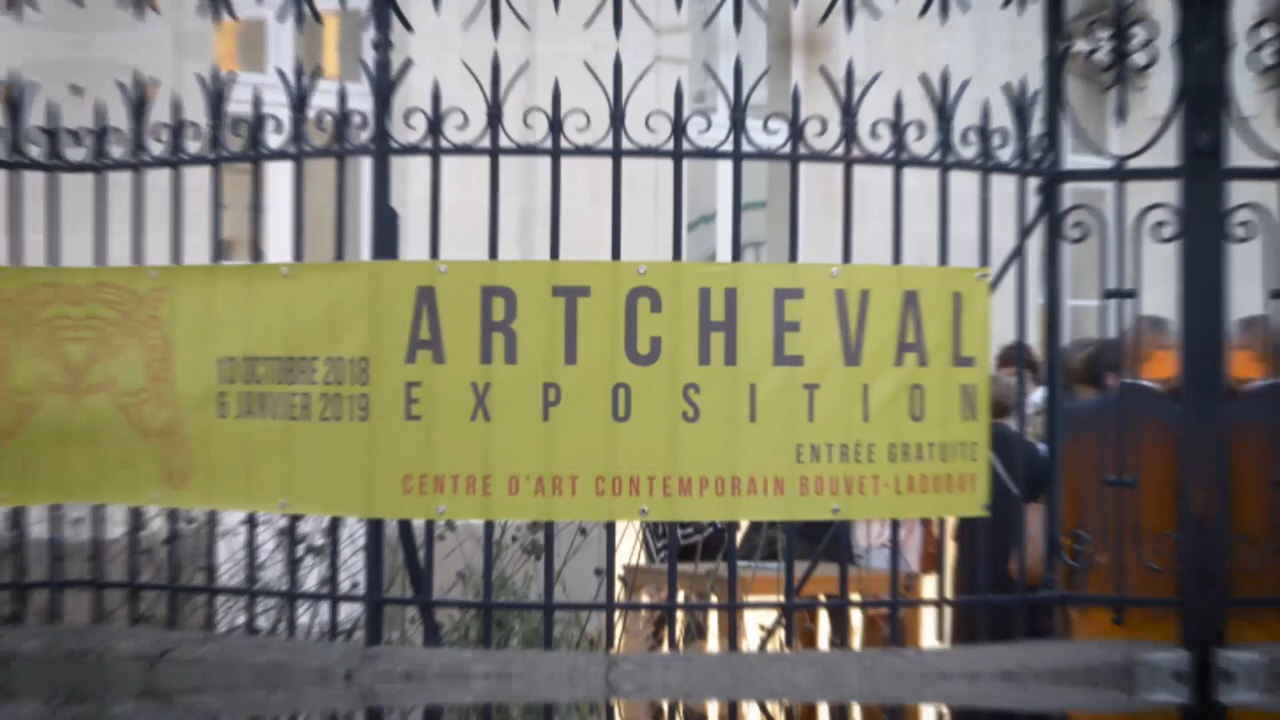 ARTCHEVAL
EXPOSITION
10 OCTOBRE 2018
6 JANVIER 2019
ENTRÉE GRATUITE
CENTRE D'ART CONTEMPORAIN BOUVET-LADUBAY